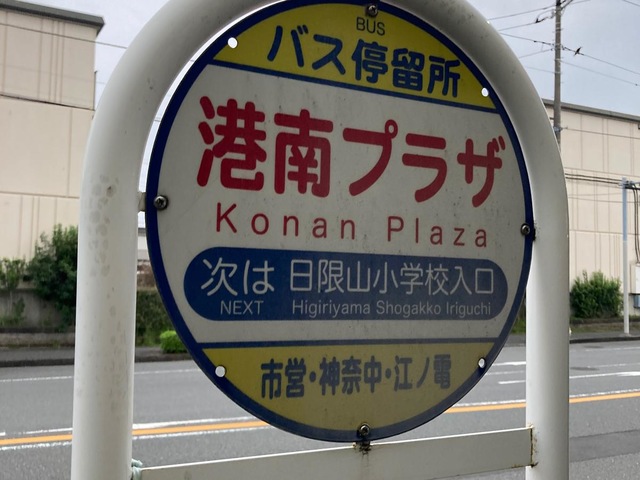 BUS
バス停留所
港南プラザ
Konan Plaza
次は 日限山小学校入口
NEXT Higiriyama Shogakko Iriguchi
市営・神奈中・江ノ電